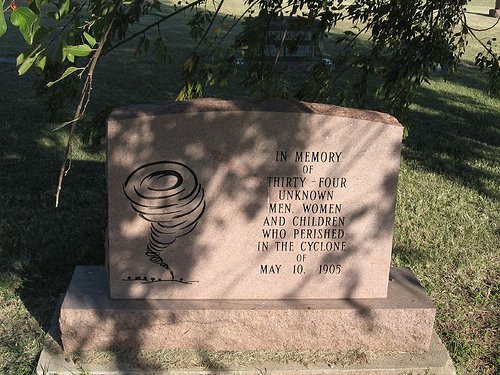 IN MEMORY
OF
THIRTY-FOUR
UNKNOWN
MEN, WOMEN
AND CHILDREN
WHO PERISHED
IN THE CYCLONE
OF
MAY 10, 1905